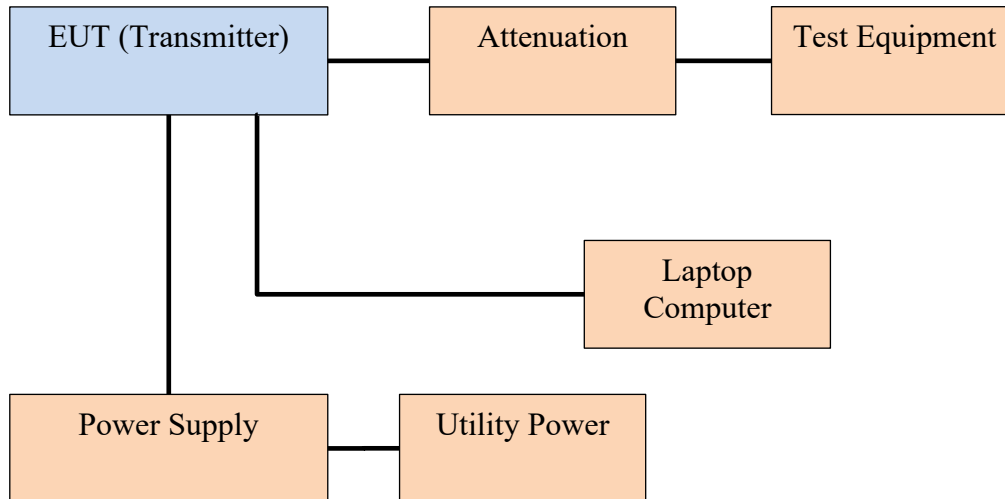 EUT (Transmitter)
Attenuation
Test Equipment
Laptop
Computer
Power Supply
Utility Power